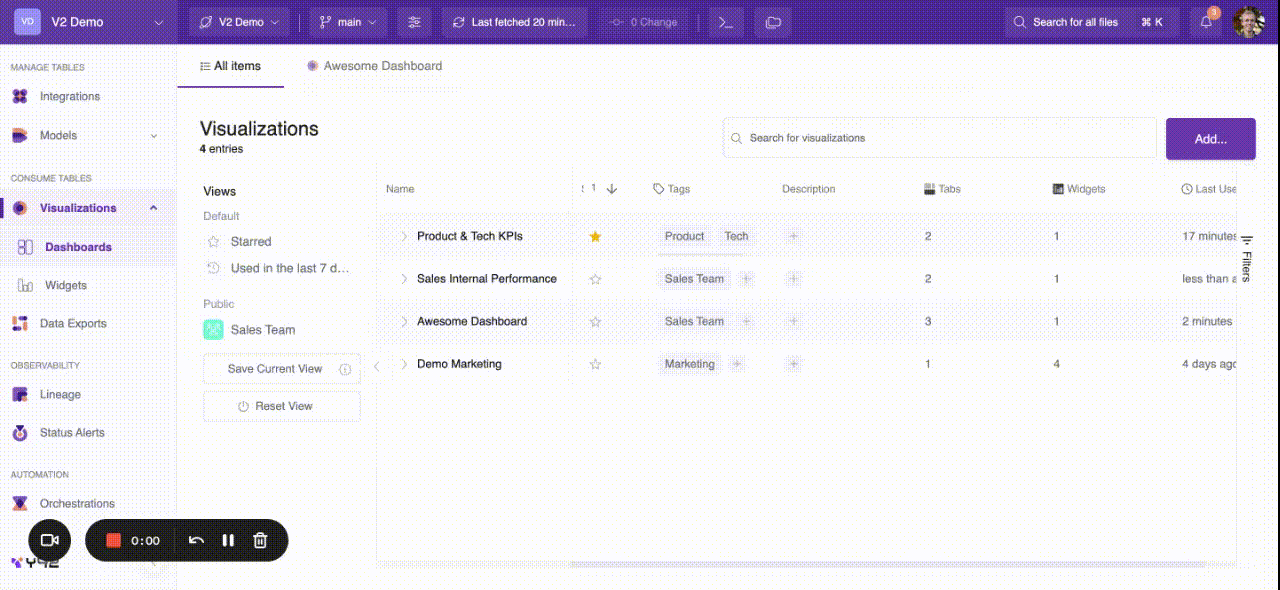 VD V2 Demo V2 Demo main Last fetched 20 min... 0 Change Search for all files ⌘ K 3
MANAGE TABLES
Integrations
Models
CONSUME TABLES
Visualizations
Dashboards
Widgets
Data Exports
OBSERVABILITY
Lineage
Status Alerts
AUTOMATION
Orchestrations
Y42
0:00
All items Awesome Dashboard
Visualizations
4 entries
Search for visualizations
Add...
Views
Default
Starred
Used in the last 7 d...
Public
Sales Team
Save Current View
Reset View
Name 1 Tags Description Tabs Widgets Last Use
Product & Tech KPIs Product Tech + 2 1 17 minutes
Sales Internal Performance Sales Team + + 2 1 less than a
Awesome Dashboard Sales Team + + 3 1 2 minutes
Demo Marketing Marketing + + 1 4 4 days ago
Filters